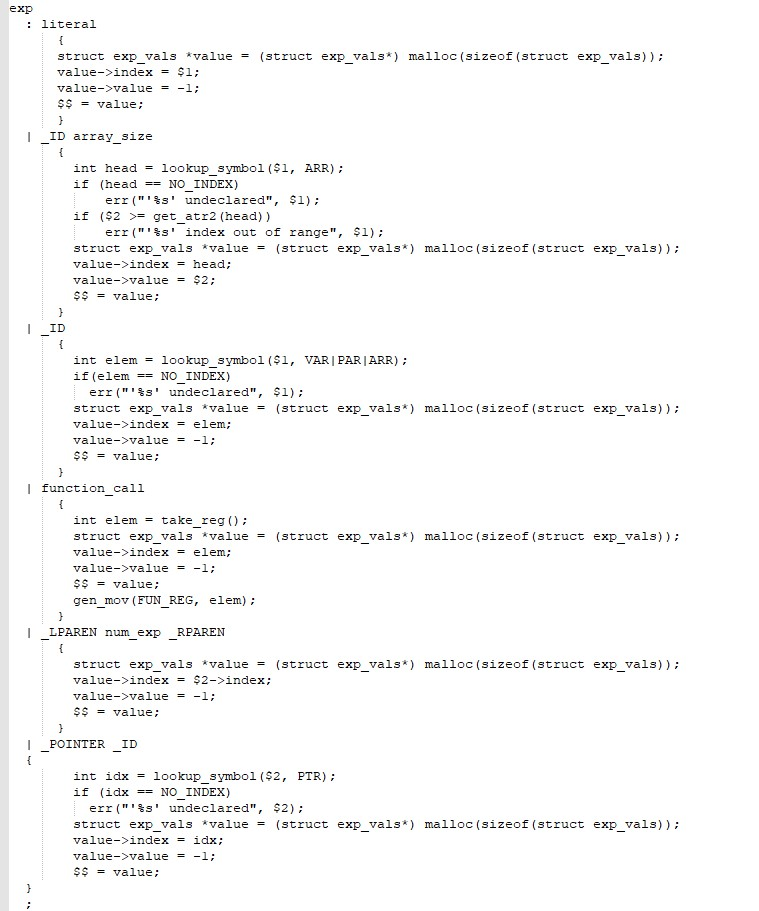 exp
  : literal
      {
      struct exp_vals *value = (struct exp_vals*) malloc(sizeof(struct exp_vals));
      value->index = $1;
      value->value = -1;
      $$ = value;
      }
  | _ID array_size
      {
        int head = lookup_symbol($1, ARR);
        if (head == NO_INDEX)
            err("'%s' undeclared", $1);
        if ($2 >= get_atr2(head))
            err("'%s' index out of range", $1);
        struct exp_vals *value = (struct exp_vals*) malloc(sizeof(struct exp_vals));
        value->index = head;
        value->value = $2;
        $$ = value;
      }
  | _ID
      {
        int elem = lookup_symbol($1, VAR|PAR|ARR);
        if(elem == NO_INDEX)
          err("'%s' undeclared", $1);
        struct exp_vals *value = (struct exp_vals*) malloc(sizeof(struct exp_vals));
        value->index = elem;
        value->value = -1;
        $$ = value;
      }
  | function_call
      {
        int elem = take_reg();
        struct exp_vals *value = (struct exp_vals*) malloc(sizeof(struct exp_vals));
        value->index = elem;
        value->value = -1;
        $$ = value;
        gen_mov(FUN_REG, elem);
      }
  | _LPAREN num_exp _RPAREN
      {
        struct exp_vals *value = (struct exp_vals*) malloc(sizeof(struct exp_vals));
        value->index = $2->index;
        value->value = -1;
        $$ = value;
      }
  | _POINTER _ID
  {
        int idx = lookup_symbol($2, PTR);
        if (idx == NO_INDEX)
          err("'%s' undeclared", $2);
        struct exp_vals *value = (struct exp_vals*) malloc(sizeof(struct exp_vals));
        value->index = idx;
        value->value = -1;
        $$ = value;
  }
  ;